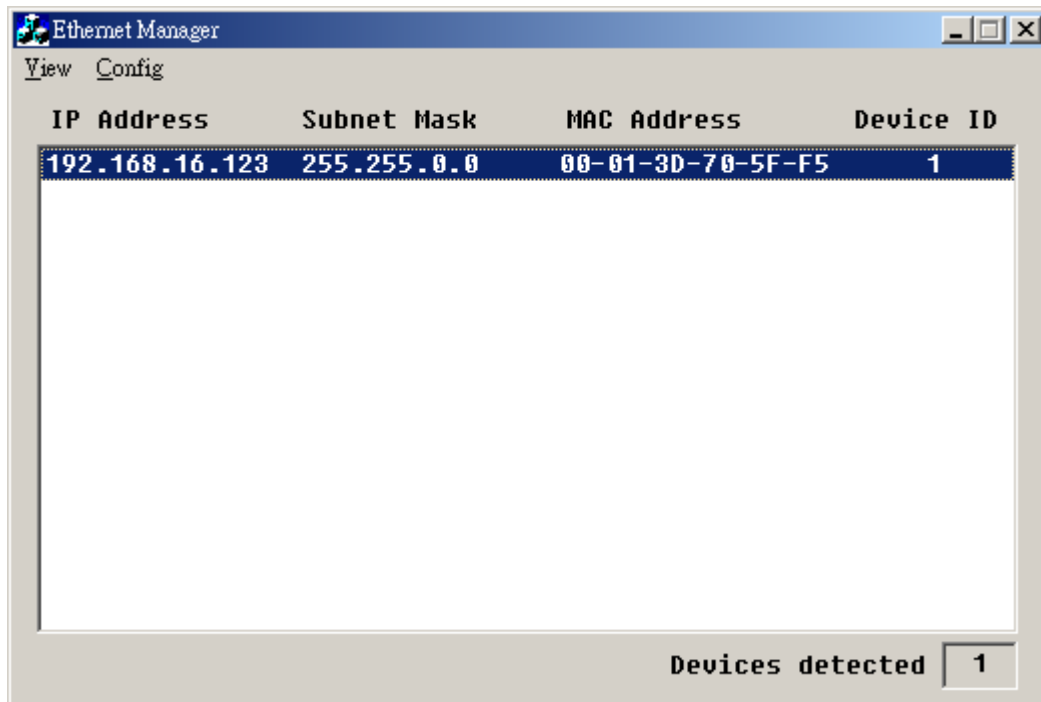 Ethernet Manager
View Config
IP Address Subnet Mask MAC Address Device ID
192.168.16.123 255.255.0.0 00-01-3D-70-5F-F5 1
Devices detected 1